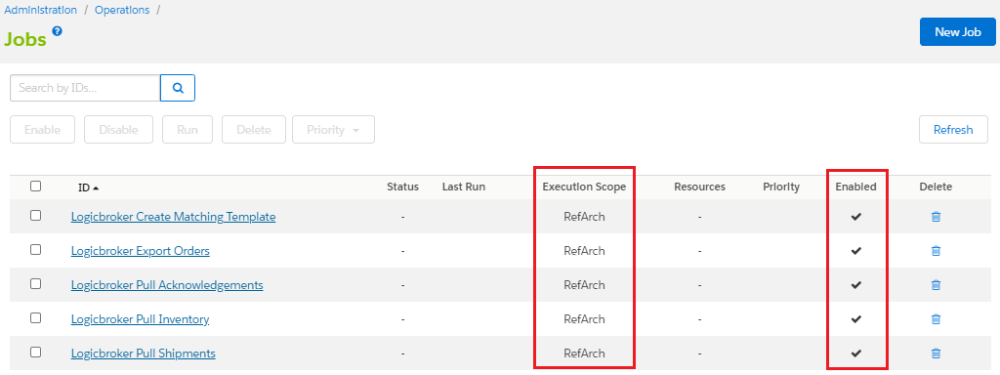 Administration / Operations /
Jobs ?
New Job
Search by IDs...
Enable Disable Run Delete Priority
Refresh
ID Status Last Run Execution Scope Resources Priority Enabled Delete
Logicbroker Create Matching Template - RefArch -
Logicbroker Export Orders - RefArch -
Logicbroker Pull Acknowledgements - RefArch -
Logicbroker Pull Inventory - RefArch -
Logicbroker Pull Shipments - RefArch -